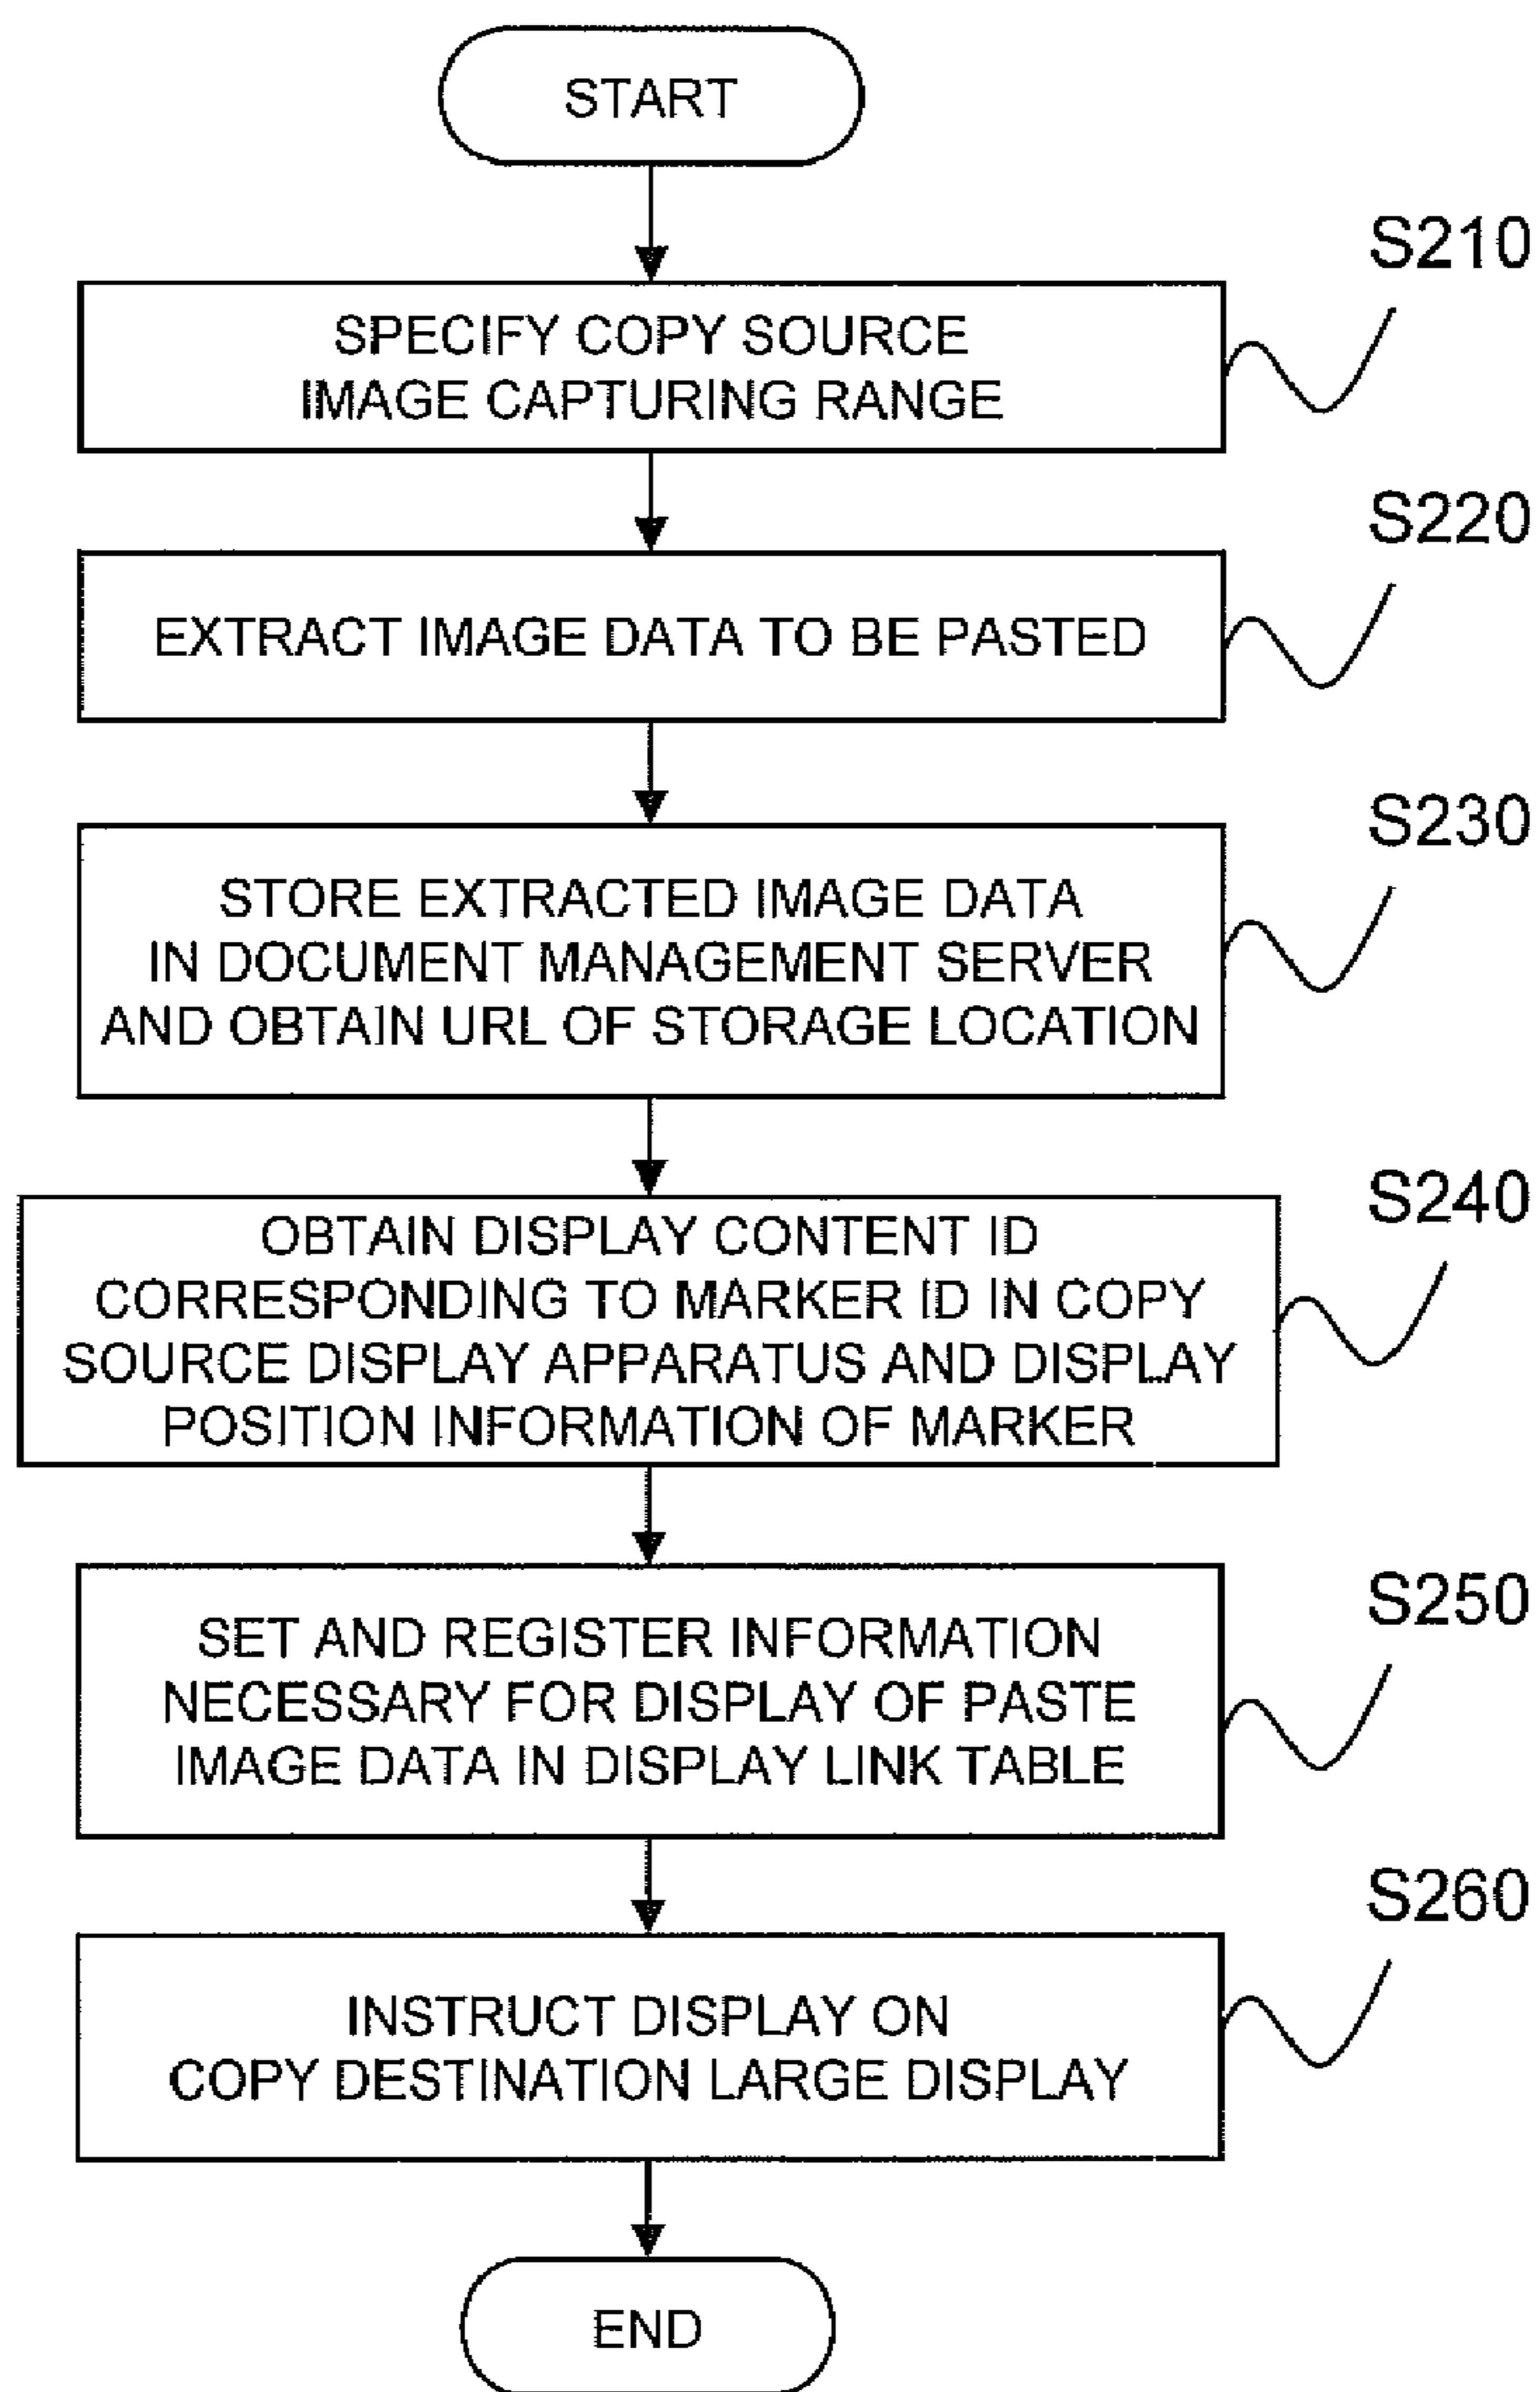 START
S210
SPECIFY COPY SOURCE
IMAGE CAPTURING RANGE
S220
EXTRACT IMAGE DATA TO BE PASTED
S230
STORE EXTRACTED IMAGE DATA
IN DOCUMENT MANAGEMENT SERVER
AND OBTAIN URL OF STORAGE LOCATION
S240
OBTAIN DISPLAY CONTENT ID
CORRESPONDING TO MARKER ID IN COPY
SOURCE DISPLAY APPARATUS AND DISPLAY
POSITION INFORMATION OF MARKER
S250
SET AND REGISTER INFORMATION
NECESSARY FOR DISPLAY OF PASTE
IMAGE DATA IN DISPLAY LINK TABLE
S260
INSTRUCT DISPLAY ON
COPY DESTINATION LARGE DISPLAY
END